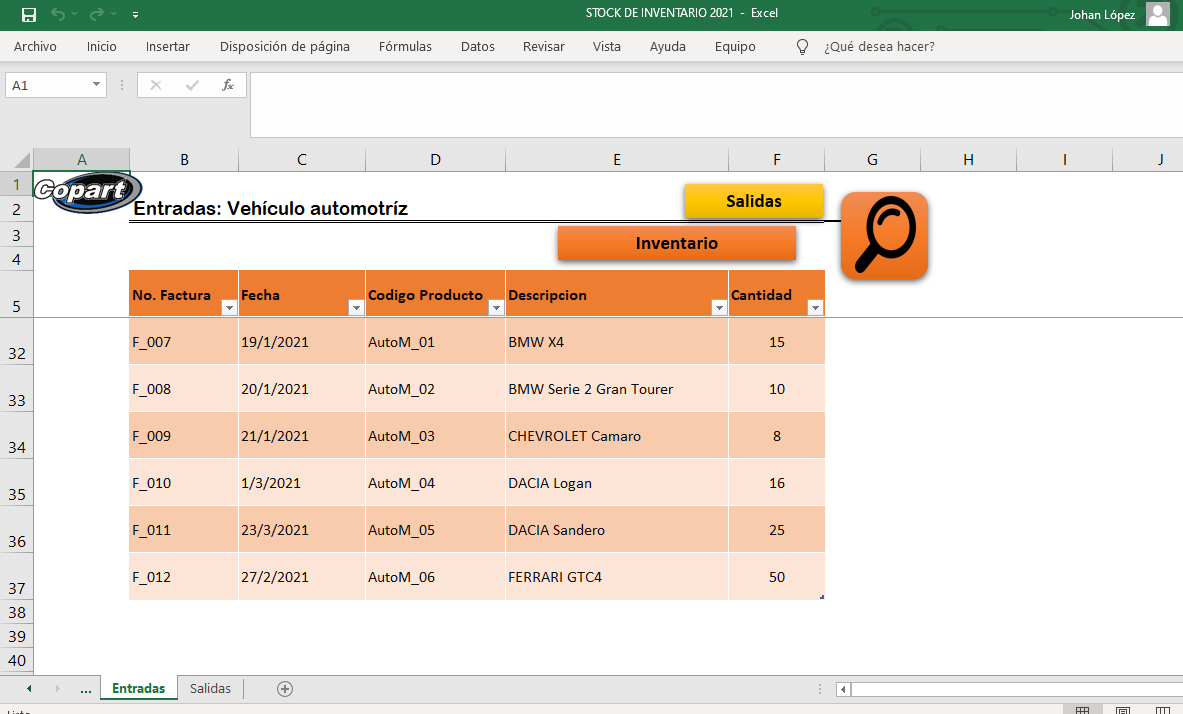 STOCK DE INVENTARIO 2021 - Excel
Johan López
Archivo Inicio Insertar Disposición de página Fórmulas Datos Revisar Vista Ayuda Equipo ¿Qué desea hacer?
A1 fx
A B C D E F G H I J
1 Copart
2 Entradas: Vehículo automotríz Salidas
3 Inventario
4
5 No. Factura Fecha Codigo Producto Descripcion Cantidad
32 F_007 19/1/2021 AutoM_01 BMW X4 15
33 F_008 20/1/2021 AutoM_02 BMW Serie 2 Gran Tourer 10
34 F_009 21/1/2021 AutoM_03 CHEVROLET Camaro 8
35 F_010 1/3/2021 AutoM_04 DACIA Logan 16
36 F_011 23/3/2021 AutoM_05 DACIA Sandero 25
37 F_012 27/2/2021 AutoM_06 FERRARI GTC4 50
38
39
40
... Entradas Salidas